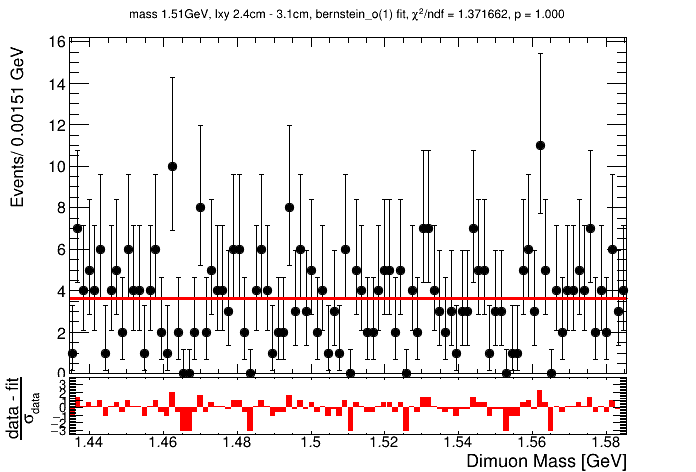 mass 1.51GeV, lxy 2.4cm - 3.1cm, bernstein_o(1) fit, χ²/ndf = 1.371662, p = 1.000
Events/ 0.00151 GeV
16
14
12
10
8
6
4
2
0
data - fit
σdata
3
2
1
0
−1
−2
−3
1.44 1.46 1.48 1.5 1.52 1.54 1.56 1.58
Dimuon Mass [GeV]